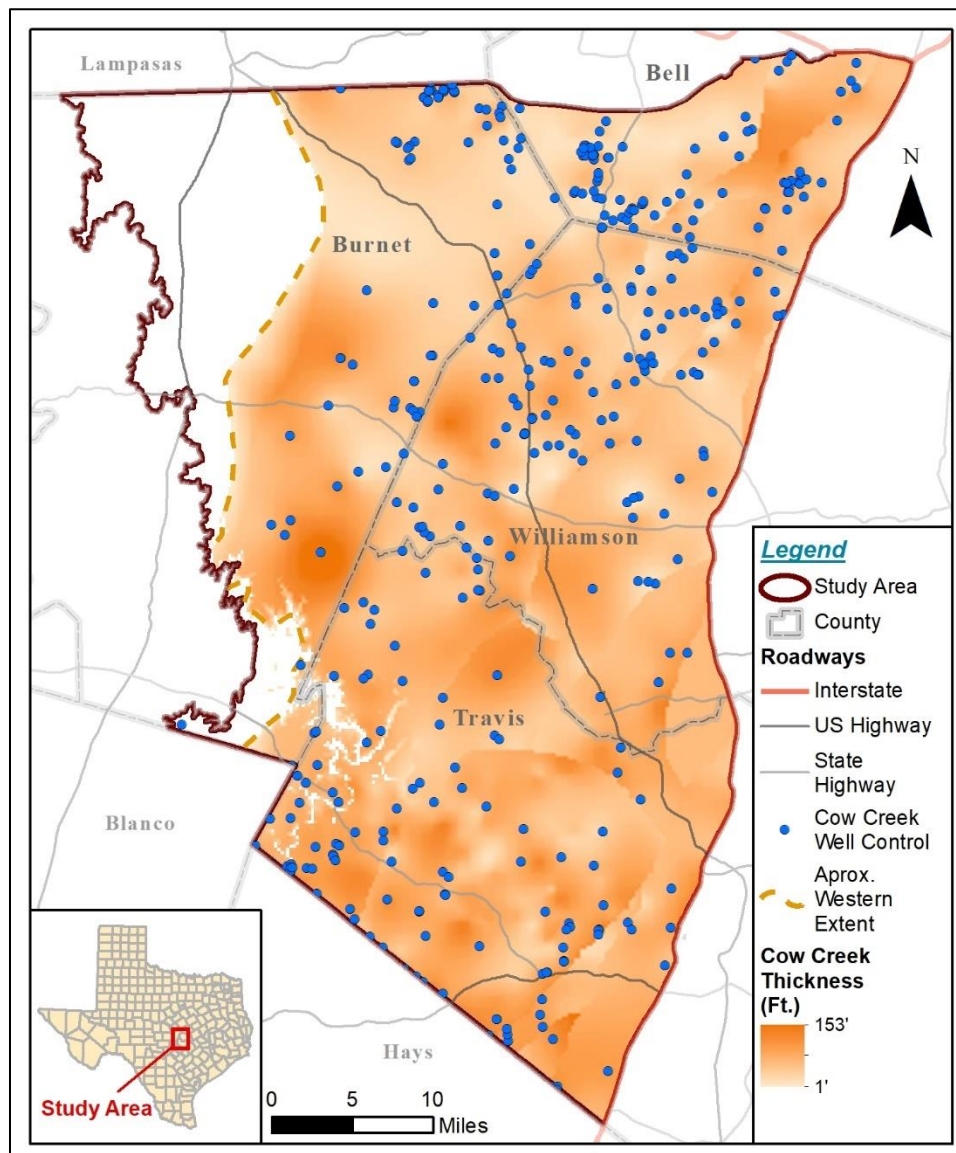 Lampasas
Bell
N
Burnet
Williamson
Travis
Blanco
Hays
Legend
Study Area
County
Roadways
Interstate
US Highway
State
Highway
Cow Creek
Well Control
Aprox.
Western
Extent
Cow Creek
Thickness
(Ft.)
153'
1'
Study Area
0 5 10
Miles